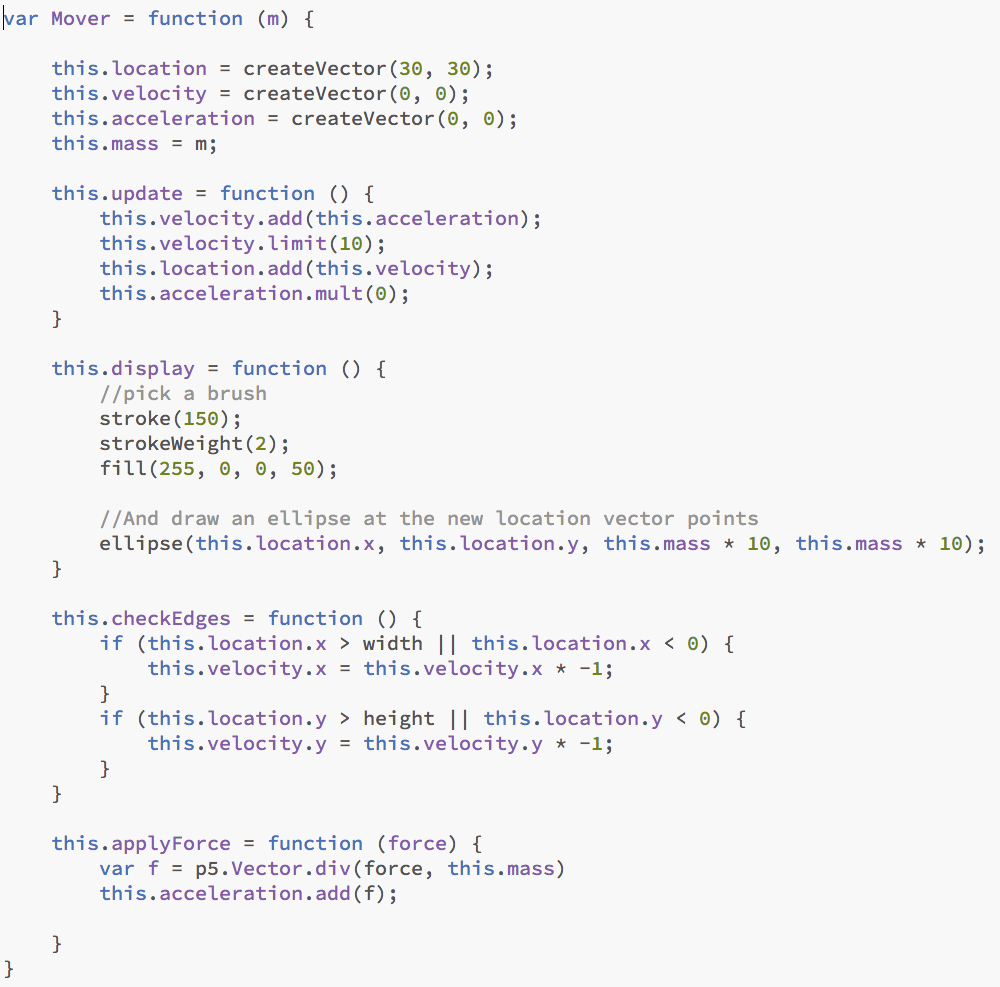 var Mover = function (m) {
this.location = createVector(30, 30);
this.velocity = createVector(0, 0);
this.acceleration = createVector(0, 0);
this.mass = m;
this.update = function () {
this.velocity.add(this.acceleration);
this.velocity.limit(10);
this.location.add(this.velocity);
this.acceleration.mult(0);
}
this.display = function () {
//pick a brush
stroke(150);
strokeWeight(2);
fill(255, 0, 0, 50);
//And draw an ellipse at the new location vector points
ellipse(this.location.x, this.location.y, this.mass * 10, this.mass * 10);
}
this.checkEdges = function () {
if (this.location.x > width || this.location.x < 0) {
this.velocity.x = this.velocity.x * -1;
}
if (this.location.y > height || this.location.y < 0) {
this.velocity.y = this.velocity.y * -1;
}
}
this.applyForce = function (force) {
var f = p5.Vector.div(force, this.mass)
this.acceleration.add(f);
}
}